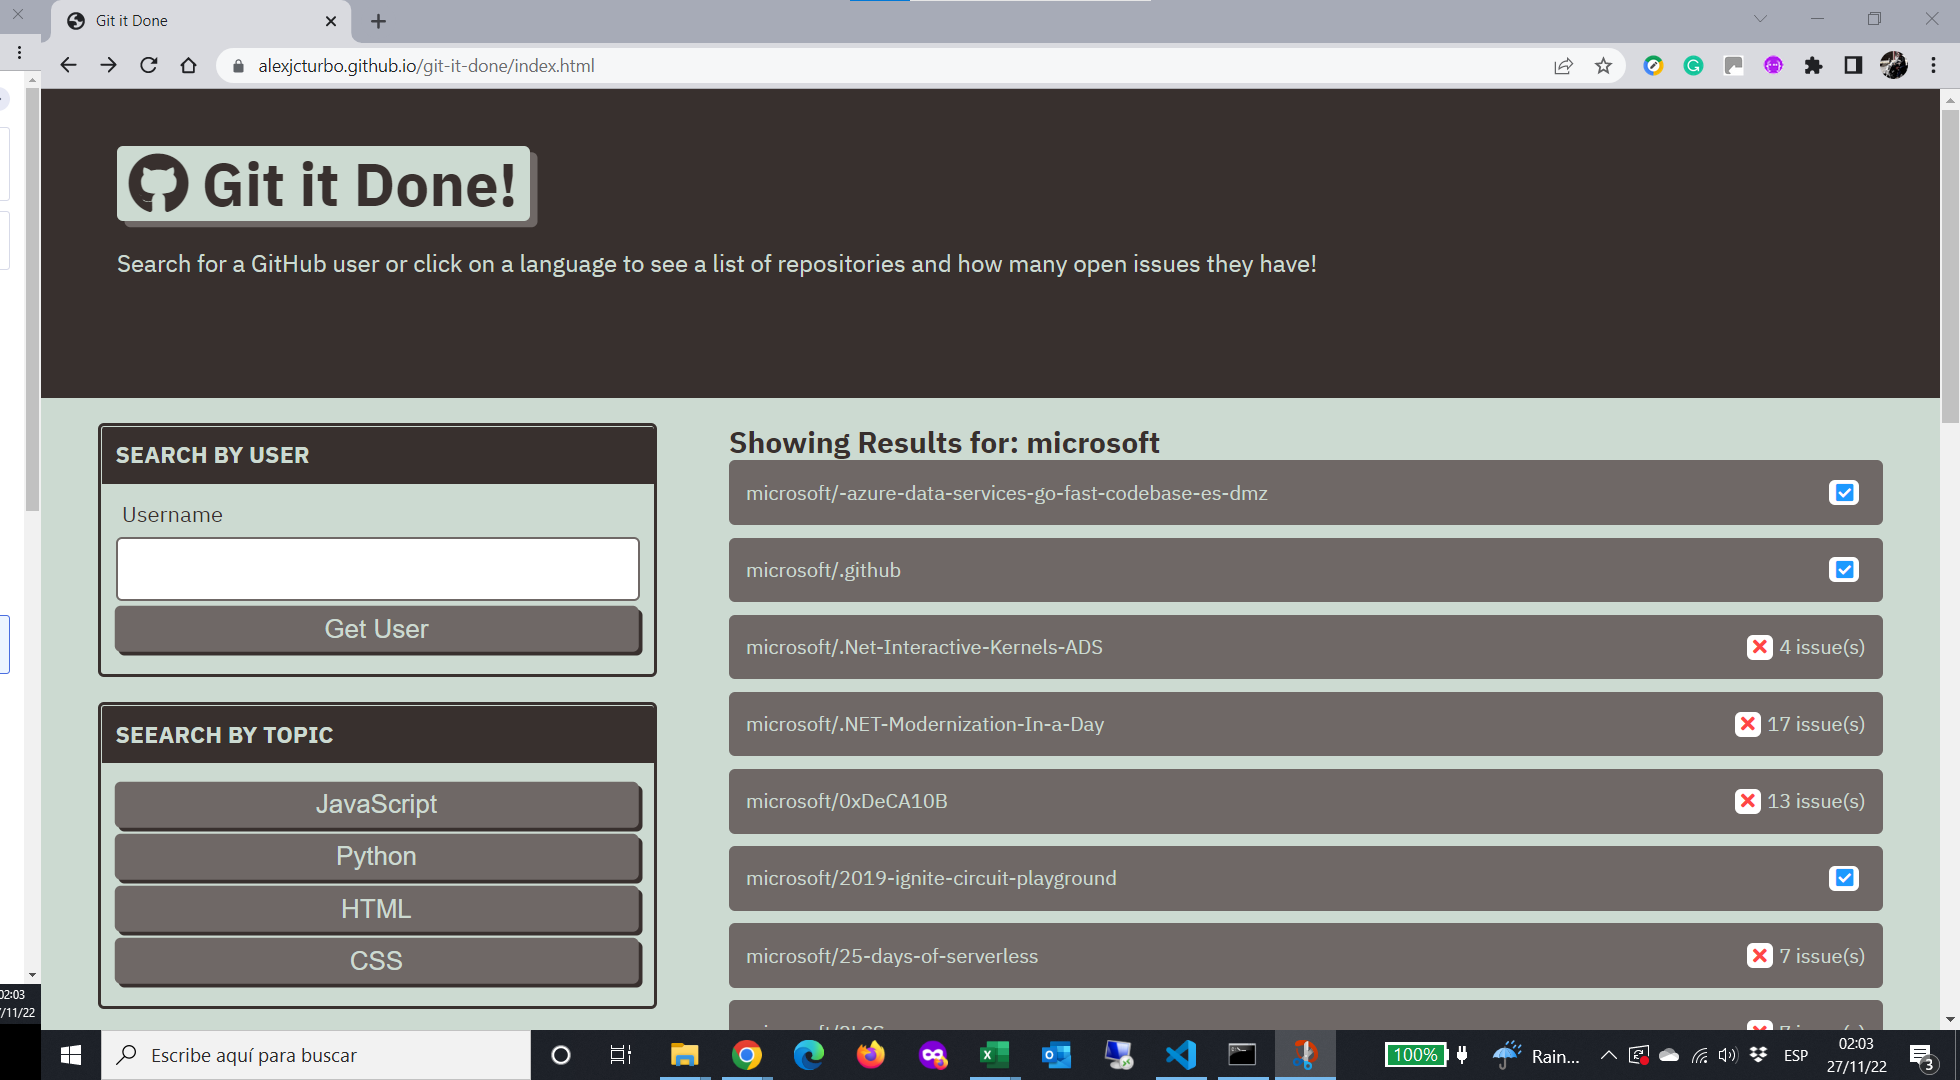 Git it Done
alexjcturbo.github.io/git-it-done/index.html
Git it Done!
Search for a GitHub user or click on a language to see a list of repositories and how many open issues they have!
SEARCH BY USER
Username
Get User
SEEARCH BY TOPIC
JavaScript
Python
HTML
CSS
Showing Results for: microsoft
microsoft/-azure-data-services-go-fast-codebase-es-dmz
microsoft/.github
microsoft/.Net-Interactive-Kernels-ADS 4 issue(s)
microsoft/.NET-Modernization-In-a-Day 17 issue(s)
microsoft/0xDeCA10B 13 issue(s)
microsoft/2019-ignite-circuit-playground
microsoft/25-days-of-serverless 7 issue(s)
02:03
/11/22
Escribe aquí para buscar
100%
Rain...
ESP
02:03
27/11/22
3